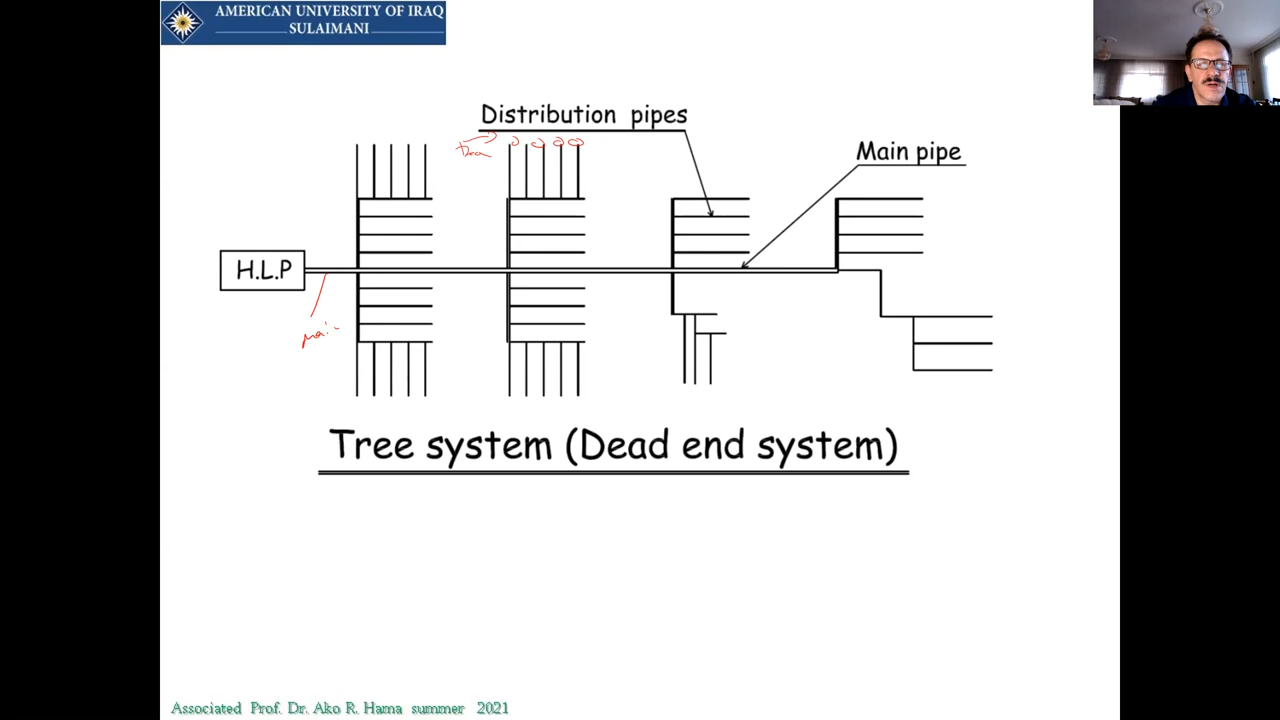 AMERICAN UNIVERSITY OF IRAQ
SULAIMANI
Distribution pipes
Main pipe
H.L.P
Tree system (Dead end system)
Associated Prof. Dr. Ako R. Hama summer 2021